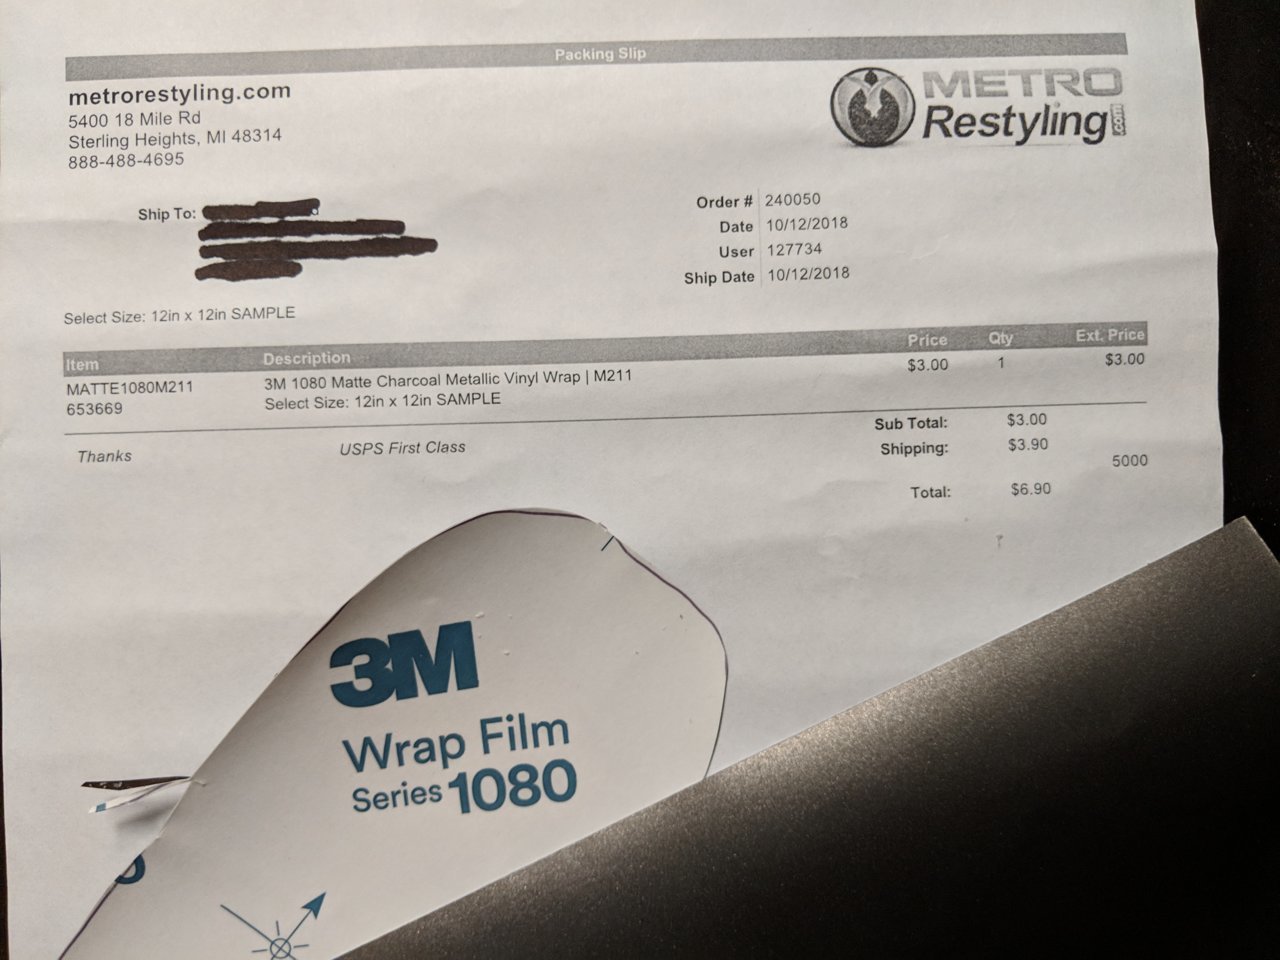 Packing Slip
metrorestyling.com
5400 18 Mile Rd
Sterling Heights, MI 48314
888-488-4695
METRO
Restyling.com
Ship To:
Order # 240050
Date 10/12/2018
User 127734
Ship Date 10/12/2018
Select Size: 12in x 12in SAMPLE
Item Description Price Qty Ext. Price
MATTE1080M211 3M 1080 Matte Charcoal Metallic Vinyl Wrap | M211 $3.00 1 $3.00
653669 Select Size: 12in x 12in SAMPLE
Thanks USPS First Class
Sub Total: $3.00
Shipping: $3.90
5000
Total: $6.90
3M
Wrap Film
Series 1080